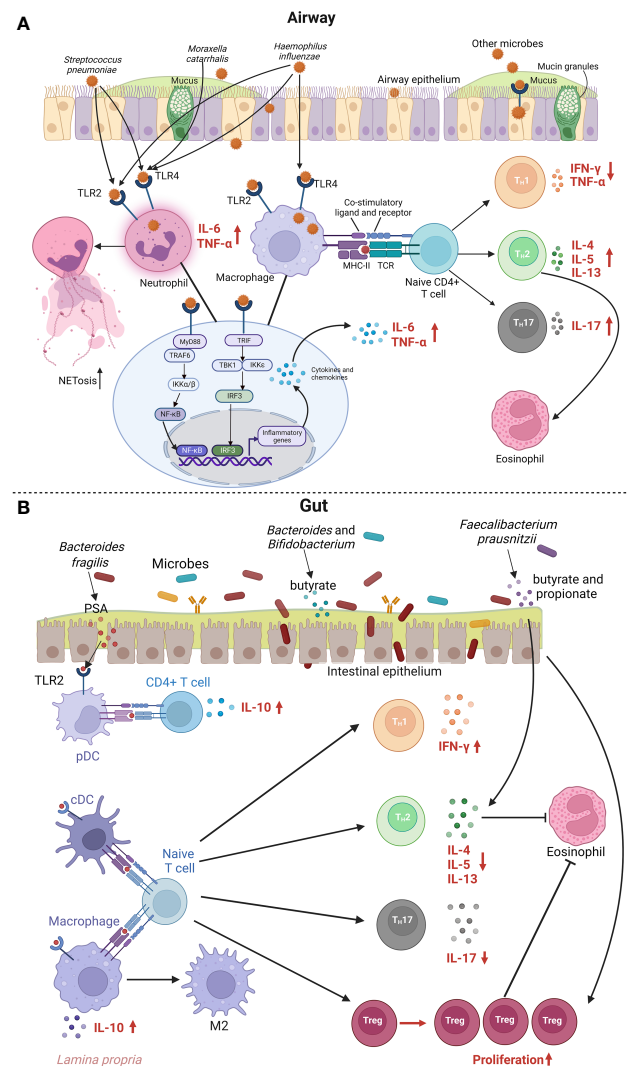 A
Airway
Streptococcus
pneumoniae
Moraxella
catarrhalis
Haemophilus
influenzae
Mucus
Airway epithelium
Other microbes
Mucin granules
Mucus
TLR2
TLR4
TLR2
TLR4
IL-6
TNF-α
Neutrophil
Macrophage
Co-stimulatory
ligand and receptor
MHC-II
TCR
Naive CD4+
T cell
TH1
IFN-γ
TNF-α
TH2
IL-4
IL-5
IL-13
TH17
IL-17
Eosinophil
NETosis
MyD88
TRAF6
IKKα/β
NF-κB
NF-κB
TRIF
TBK1
IKKε
IRF3
IRF3
Inflammatory
genes
Cytokines and
chemokines
IL-6
TNF-α
B
Gut
Bacteroides
fragilis
Microbes
Bacteroides and
Bifidobacterium
Faecalibacterium
prausnitzii
PSA
butyrate
butyrate and
propionate
Intestinal epithelium
TLR2
CD4+ T cell
IL-10
pDC
TH1
IFN-γ
cDC
Naive
T cell
TH2
IL-4
IL-5
IL-13
Eosinophil
Macrophage
TH17
IL-17
IL-10
M2
Treg
Treg
Treg
Treg
Proliferation
Lamina propria